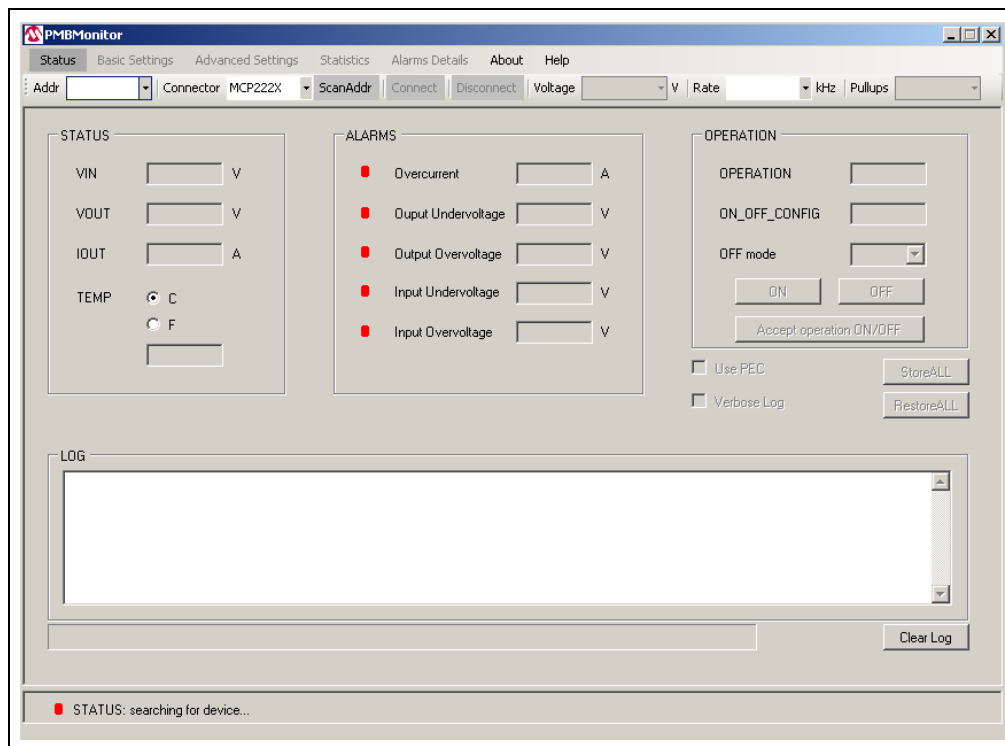 PMBMonitor
Status Basic Settings Advanced Settings Statistics Alarms Details About Help
Addr Connector MCP222X ScanAddr Connect Disconnect Voltage V Rate kHz Pullups
STATUS
VIN V
VOUT V
IOUT A
TEMP C
F
ALARMS
Overcurrent A
Ouput Undervoltage V
Output Overvoltage V
Input Undervoltage V
Input Overvoltage V
OPERATION
OPERATION
ON_OFF_CONFIG
OFF mode
ON OFF
Accept operation ON/OFF
Use PEC StoreALL
Verbose Log RestoreALL
LOG
Clear Log
STATUS: searching for device...